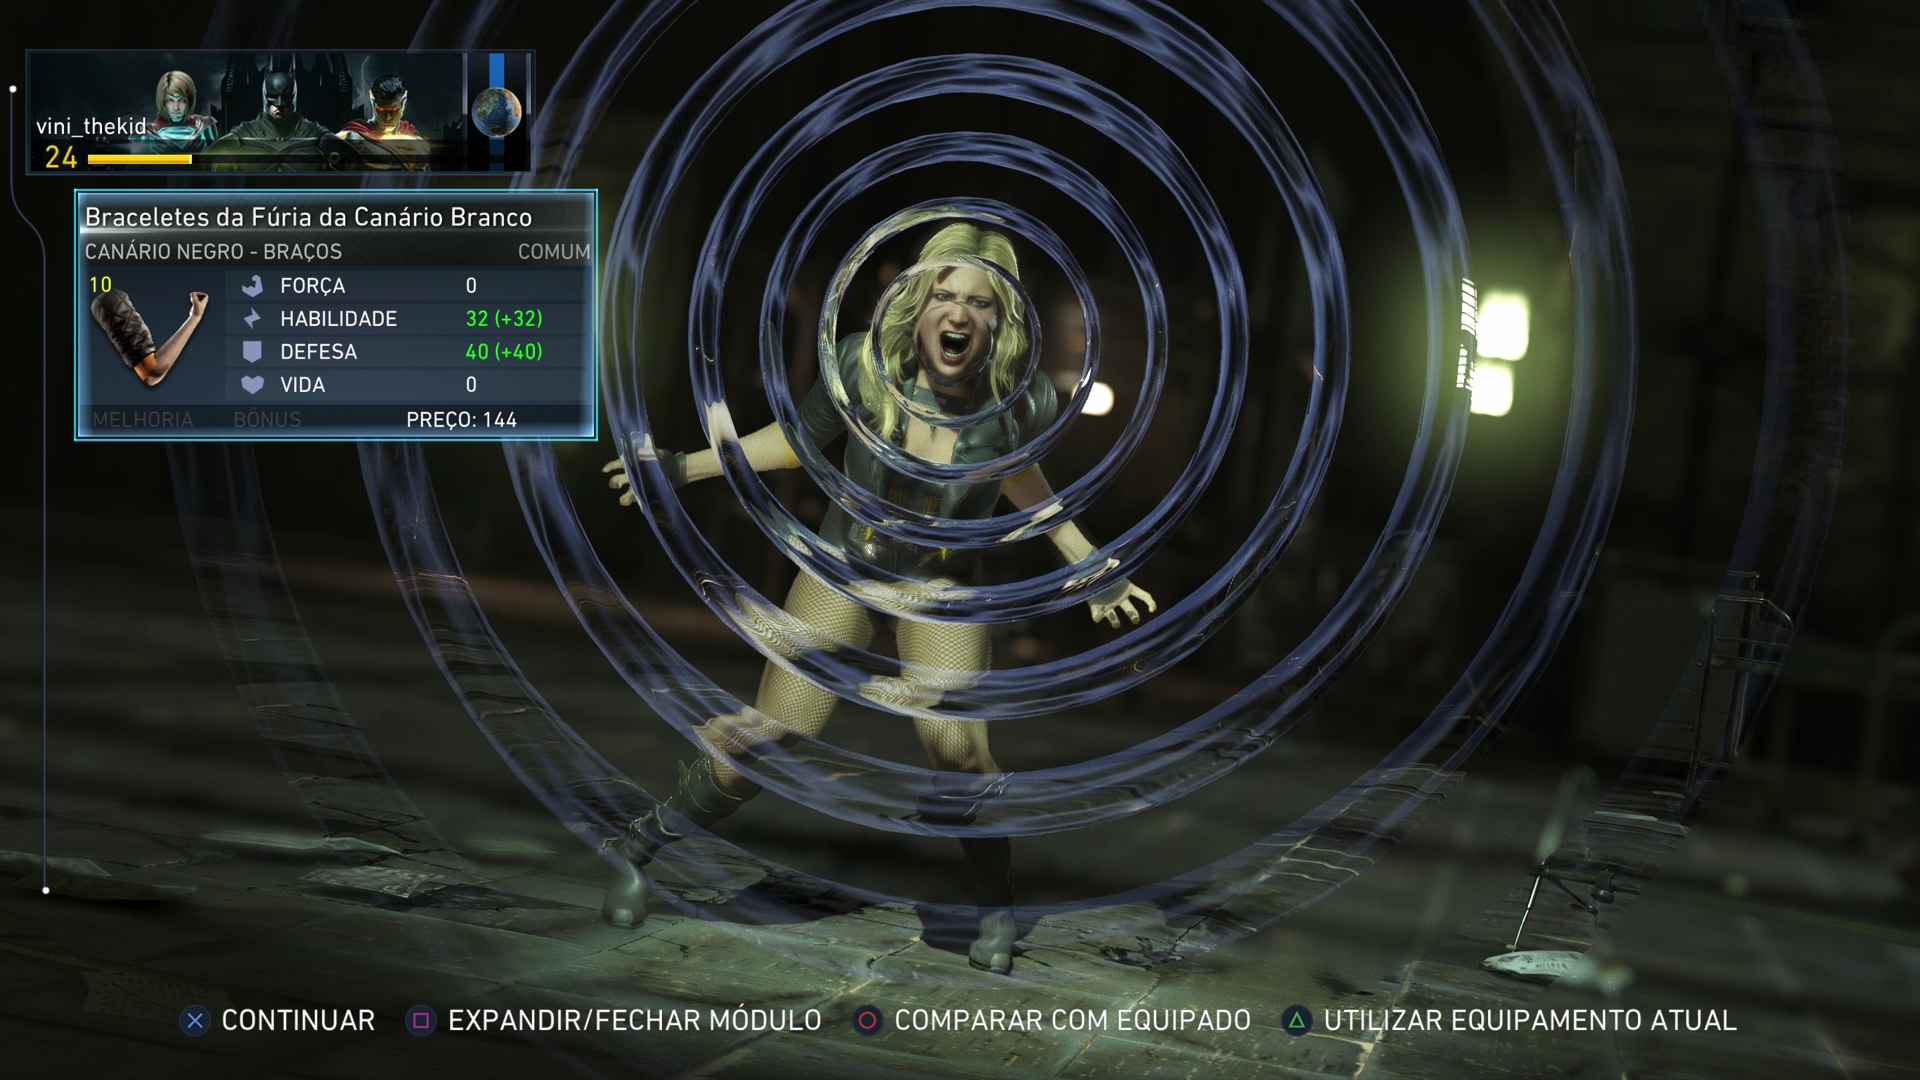 vini_thekid
24
Braceletes da Fúria da Canário Branco
CANÁRIO NEGRO - BRAÇOS COMUM
10
FORÇA 0
HABILIDADE 32 (+32)
DEFESA 40 (+40)
VIDA 0
MELHORIA BÔNUS PREÇO: 144
CONTINUAR EXPANDIR/FECHAR MÓDULO COMPARAR COM EQUIPADO UTILIZAR EQUIPAMENTO ATUAL